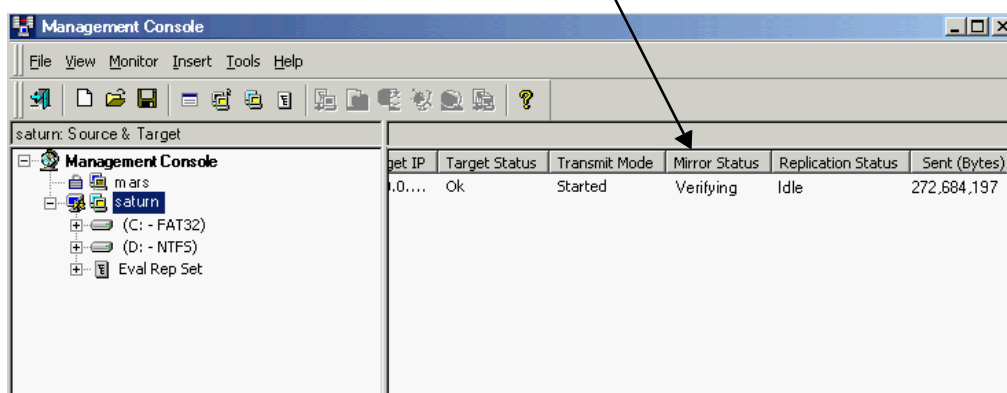 Management Console
File View Monitor Insert Tools Help
saturn: Source & Target
Management Console
mars
saturn
(C: - FAT32)
(D: - NTFS)
Eval Rep Set
get IP Target Status Transmit Mode Mirror Status Replication Status Sent (Bytes)
.0.... Ok Started Verifying Idle 272,684,197